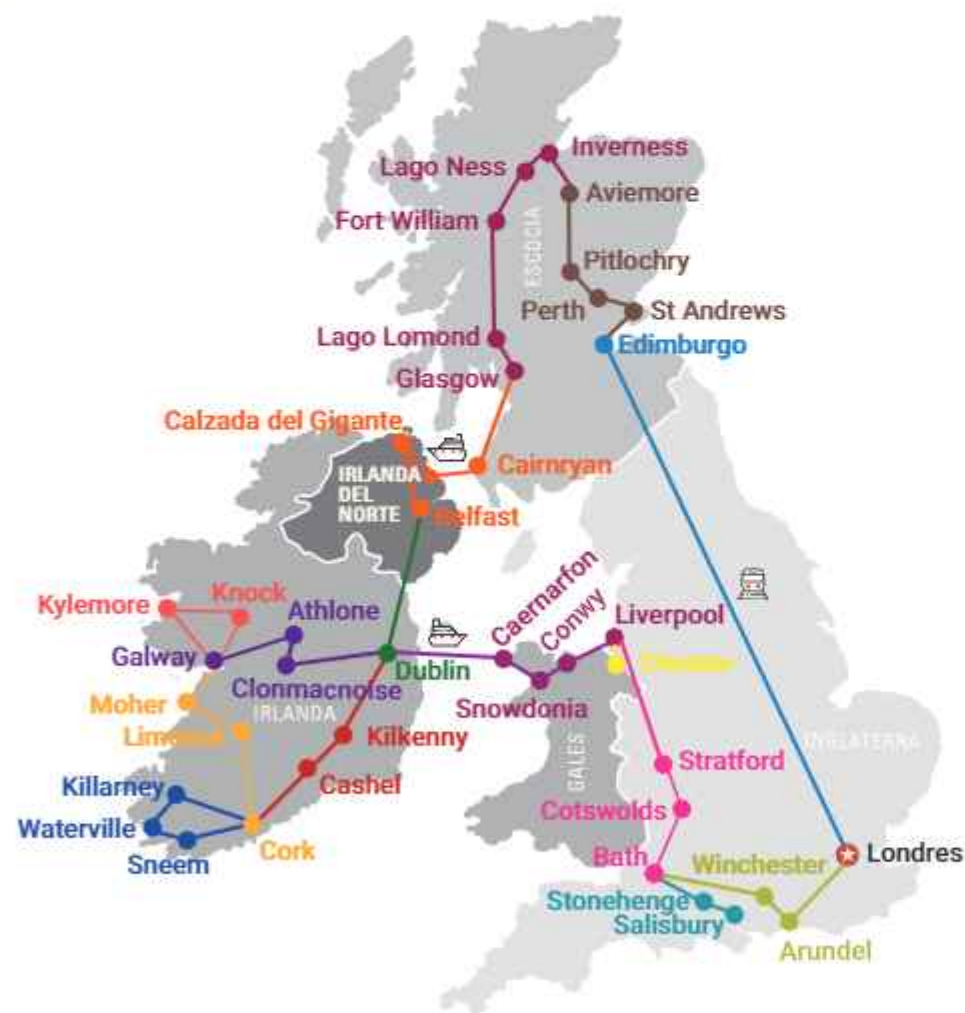 Inverness
Lago Ness
Aviemore
Fort William
ESCOCIA
Pitlochry
Perth
St Andrews
Lago Lomond
Edimburgo
Glasgow
Calzada del Gigante
Cairnryan
IRLANDA
DEL
NORTE
Belfast
Caernarfon
Conwy
Liverpool
Knock
Kylemore
Athlone
Galway
Dublin
Clonmacnoise
Snowdonia
Moher
IRLANDA
Kilkenny
INGLATERRA
GALES
Stratford
Cashel
Killarney
Cotswolds
Waterville
Cork
Sneem
Bath
Winchester
Londres
Stonehenge
Salisbury
Arundel